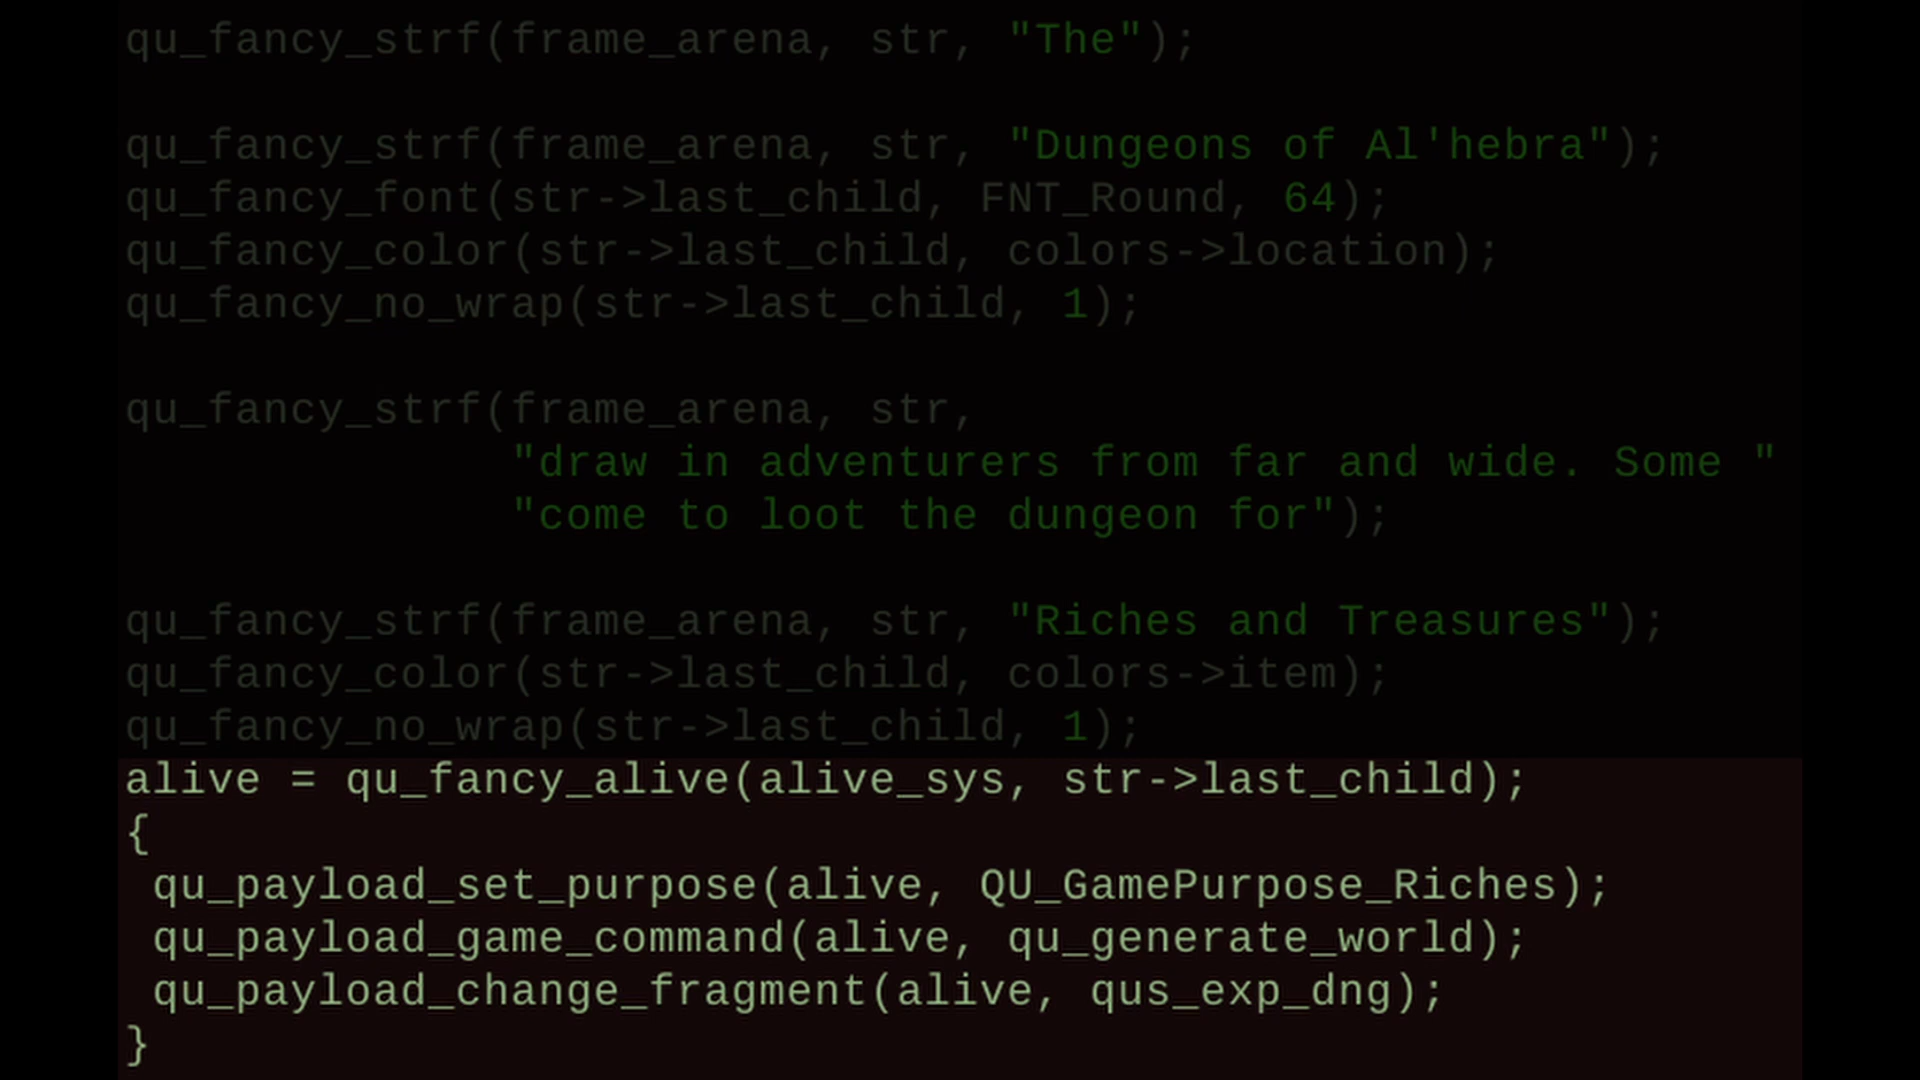 qu_fancy_strf(frame_arena, str, "The");
qu_fancy_strf(frame_arena, str, "Dungeons of Al'hebra");
qu_fancy_font(str->last_child, FNT_Round, 64);
qu_fancy_color(str->last_child, colors->location);
qu_fancy_no_wrap(str->last_child, 1);
qu_fancy_strf(frame_arena, str,
"draw in adventurers from far and wide. Some "
"come to loot the dungeon for");
qu_fancy_strf(frame_arena, str, "Riches and Treasures");
qu_fancy_color(str->last_child, colors->item);
qu_fancy_no_wrap(str->last_child, 1);
alive = qu_fancy_alive(alive_sys, str->last_child);
{
qu_payload_set_purpose(alive, QU_GamePurpose_Riches);
qu_payload_game_command(alive, qu_generate_world);
qu_payload_change_fragment(alive, qus_exp_dng);
}